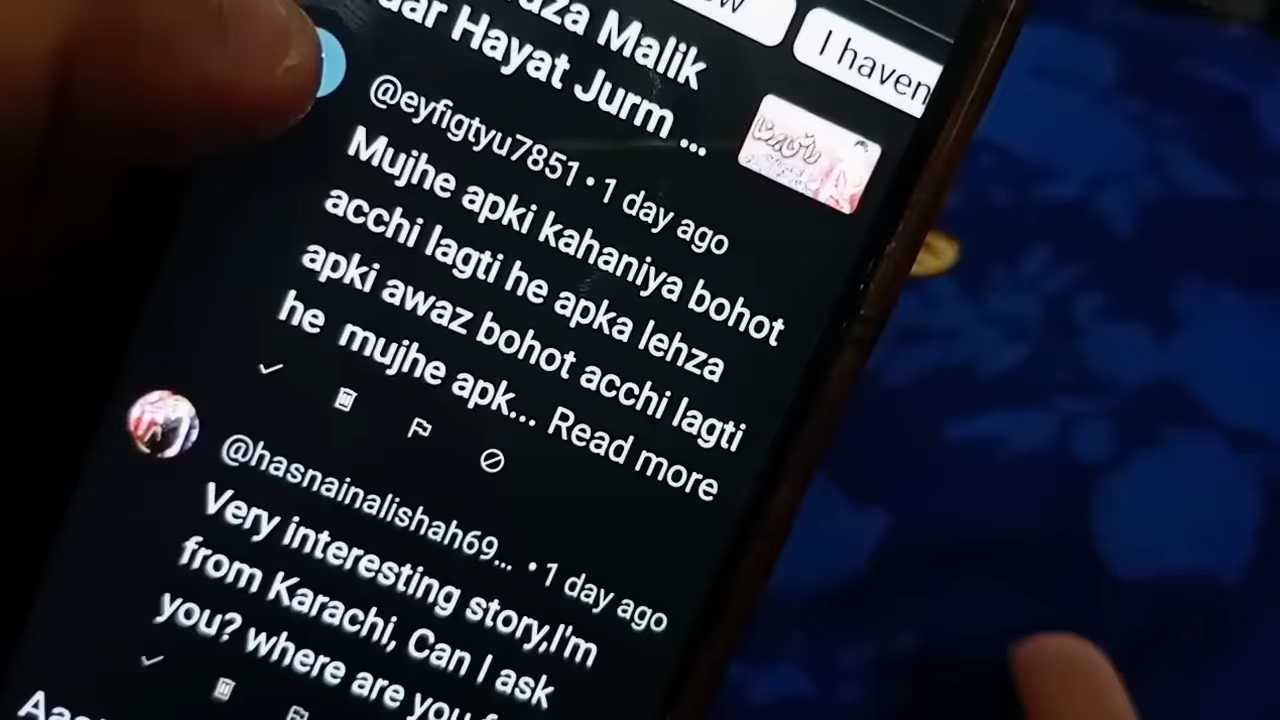 Malik
I haven
Hayat Jurm ...
@eyfigtyu7851 • 1 day ago
Mujhe apki kahaniya bohot
acchi lagti he apka lehza
apki awaz bohot acchi lagti
he mujhe apk... Read more
@hasnainalishah69... • 1 day ago
Very interesting story,I'm
from Karachi, Can I ask
you? where are you